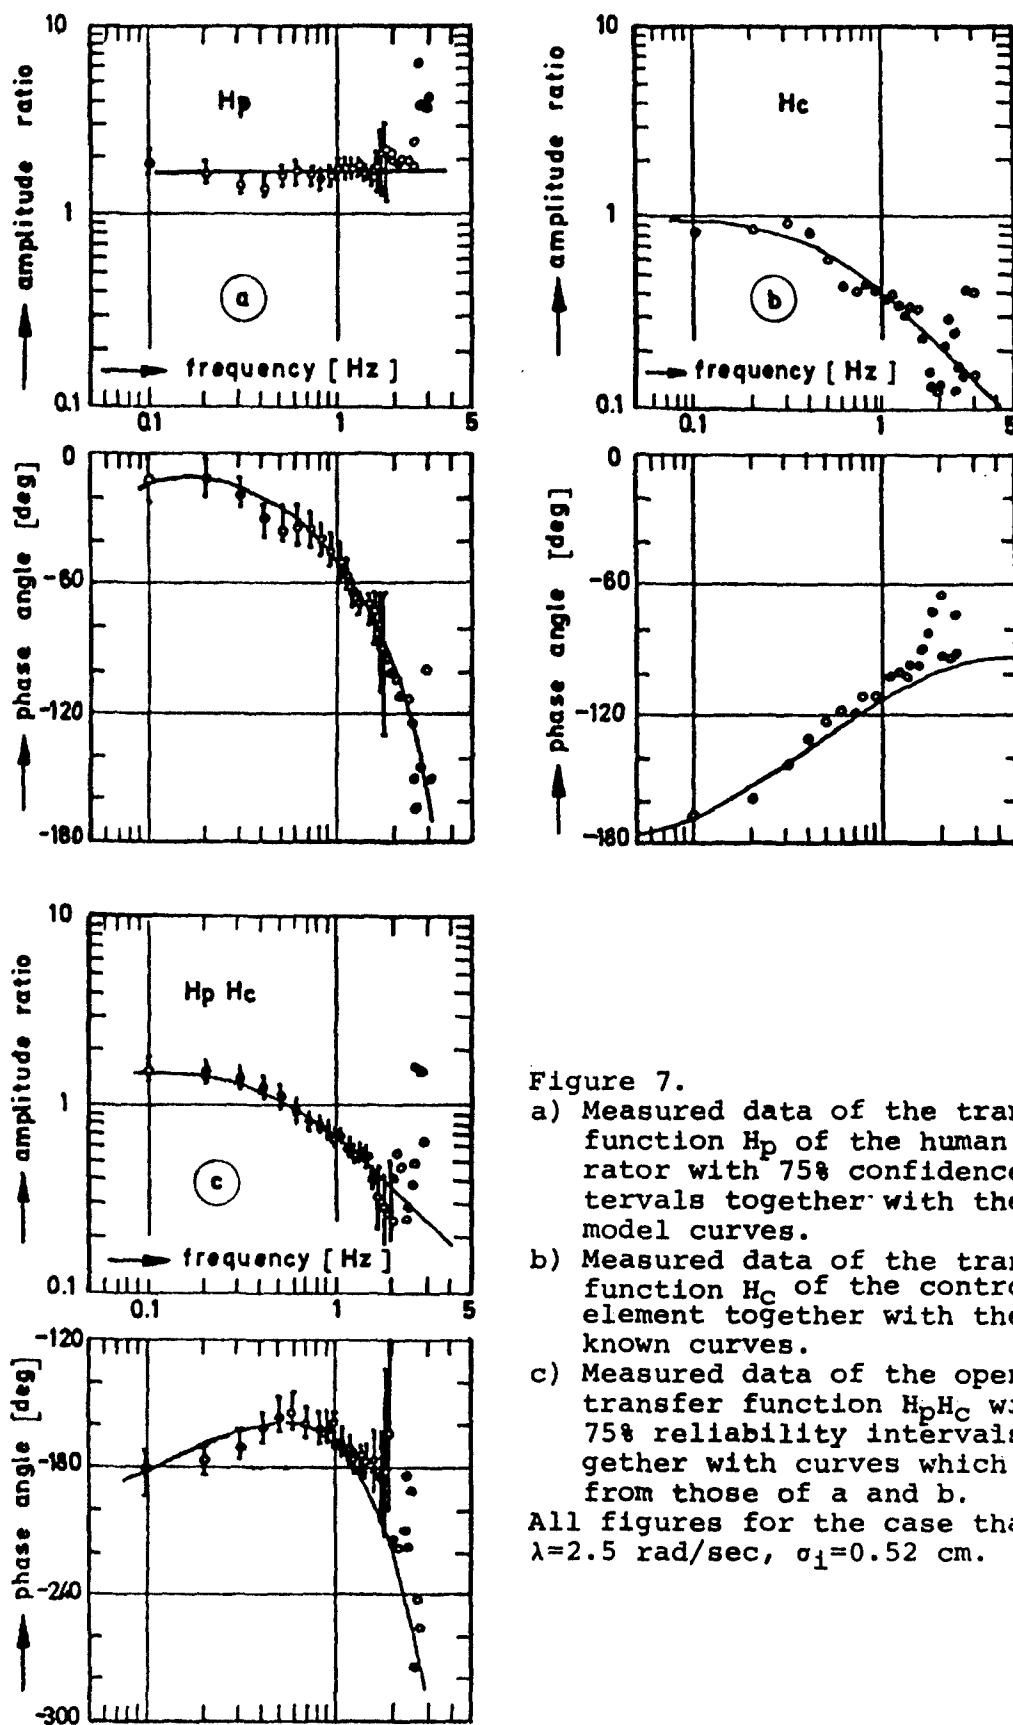 10
amplitude ratio
Hp
1
a
frequency [Hz]
0.1
0.1 1 5
0
phase angle [deg]
-60
-120
-180
10
amplitude ratio
Hc
1
b
frequency [Hz]
0.1
0.1 1 5
0
phase angle [deg]
-60
-120
-180
10
amplitude ratio
Hp Hc
1
c
frequency [Hz]
0.1
0.1 1 5
-120
phase angle [deg]
-180
-240
-300
Figure 7.
a) Measured data of the tran
function Hp of the human
rator with 75% confidence
tervals together with the
model curves.
b) Measured data of the tran
function Hc of the contro
element together with the
known curves.
c) Measured data of the open
transfer function HpHc wi
75% reliability intervals
gether with curves which
from those of a and b.
All figures for the case tha
λ=2.5 rad/sec, σi=0.52 cm.